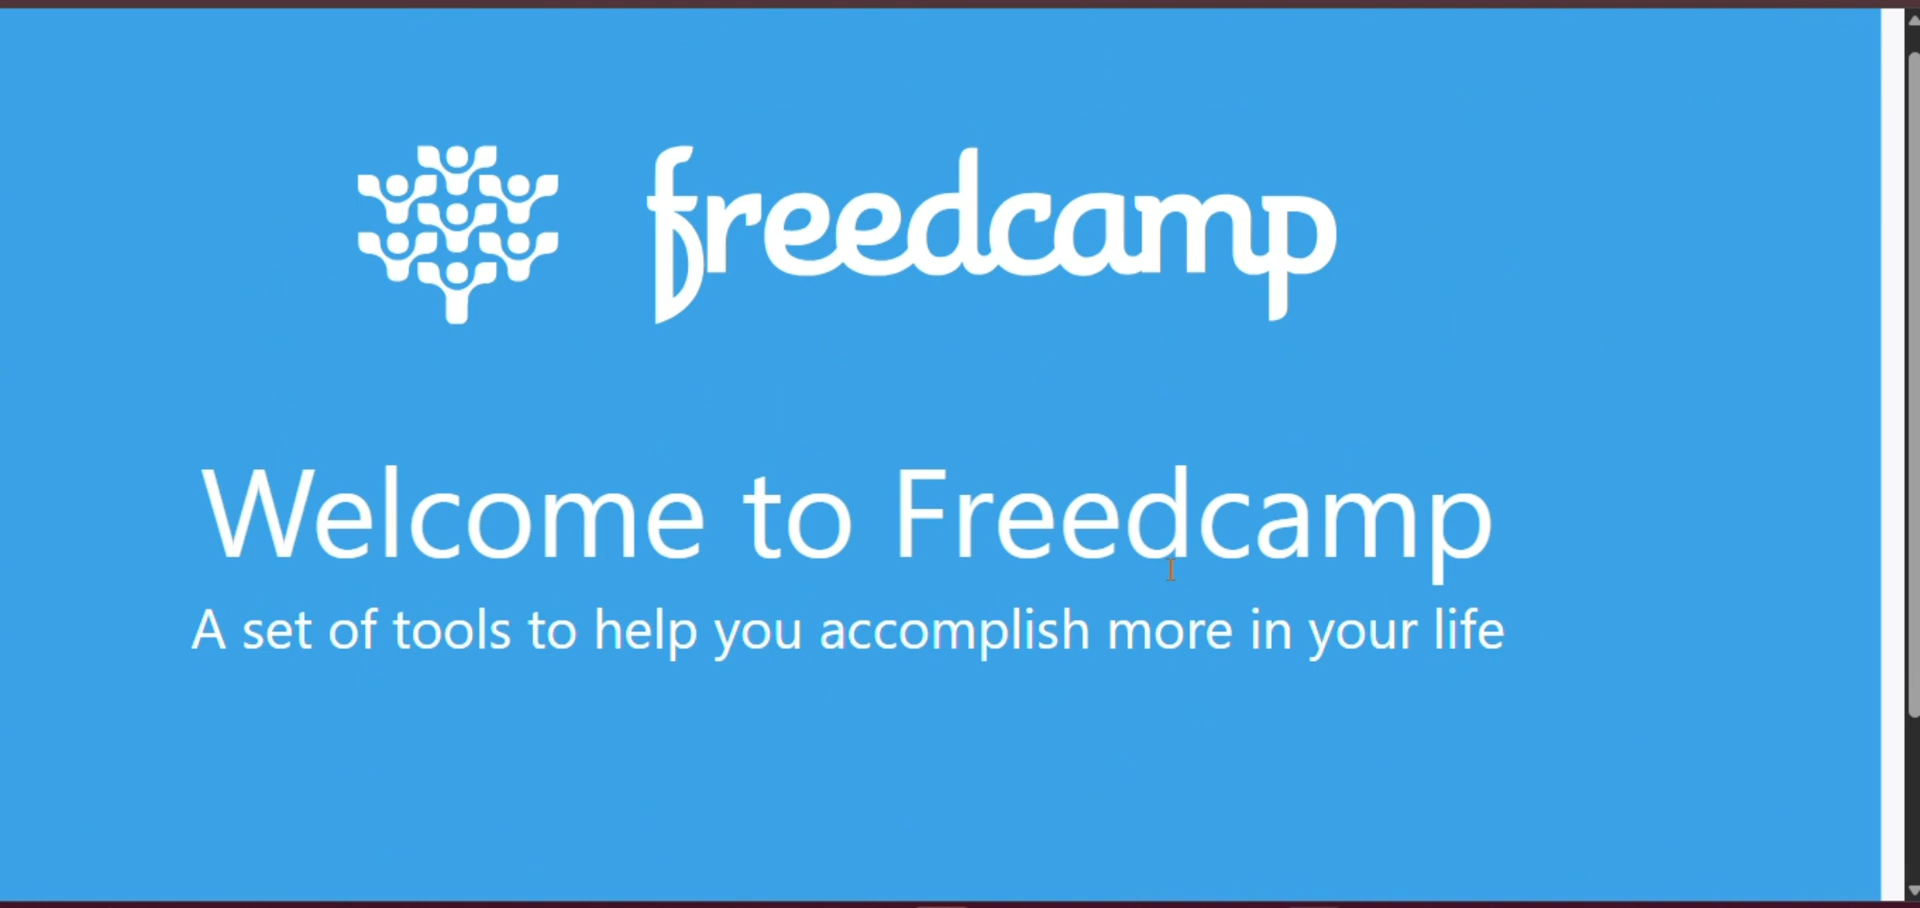 freedcamp
Welcome to Freedcamp
A set of tools to help you accomplish more in your life